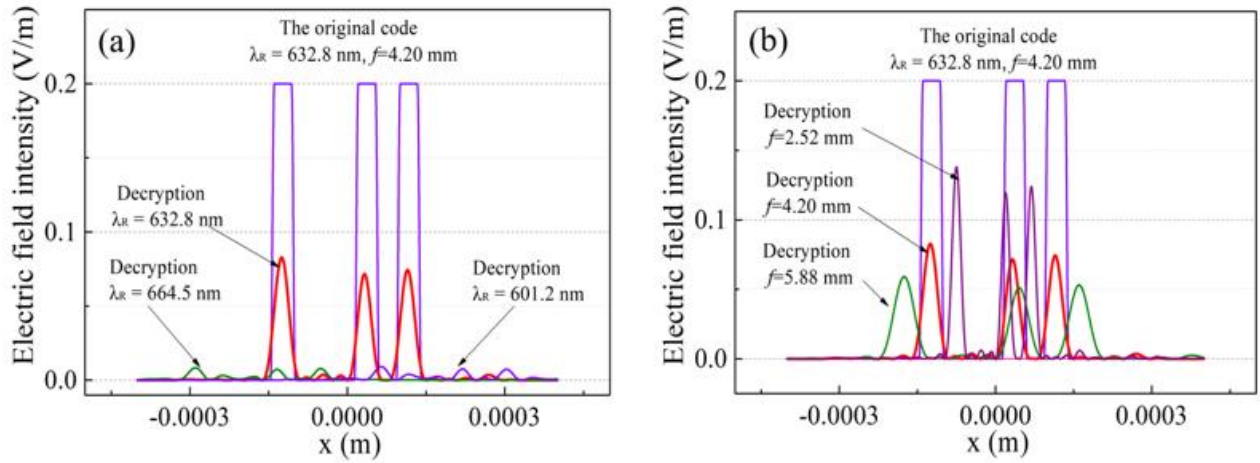 (a)
The original code
λR = 632.8 nm, f=4.20 mm
Decryption
λR = 632.8 nm
Decryption
λR = 664.5 nm
Decryption
λR = 601.2 nm
Electric field intensity (V/m)
0.2
0.1
0.0
-0.0003
0.0000
0.0003
x (m)
(b)
The original code
λR = 632.8 nm, f=4.20 mm
Decryption
f=2.52 mm
Decryption
f=4.20 mm
Decryption
f=5.88 mm
Electric field intensity (V/m)
0.2
0.1
0.0
-0.0003
0.0000
0.0003
x (m)